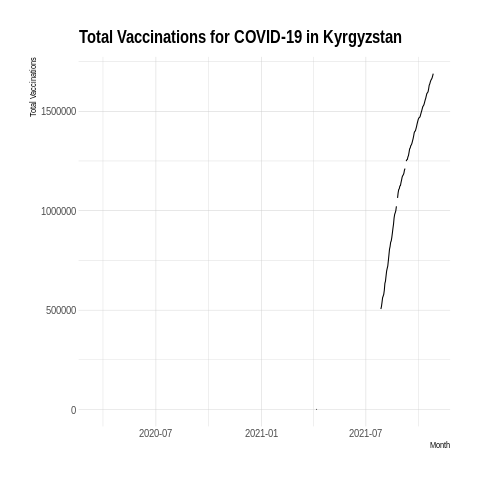 Total Vaccinations for COVID-19 in Kyrgyzstan
Total Vaccinations
1500000
1000000
500000
0
2020-07 2021-01 2021-07
Month